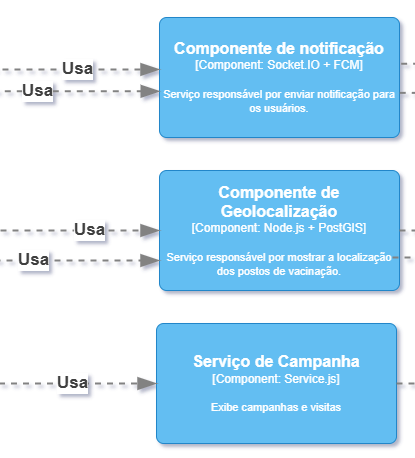 Componente de notificação
[Component: Socket.IO + FCM]
Usa
Usa
Serviço responsável por enviar notificação para
os usuários.
Componente de
Geolocalização
[Component: Node.js + PostGIS]
Usa
Usa
Serviço responsável por mostrar a localização
dos postos de vacinação.
Serviço de Campanha
[Component: Service.js]
Usa
Exibe campanhas e visitas